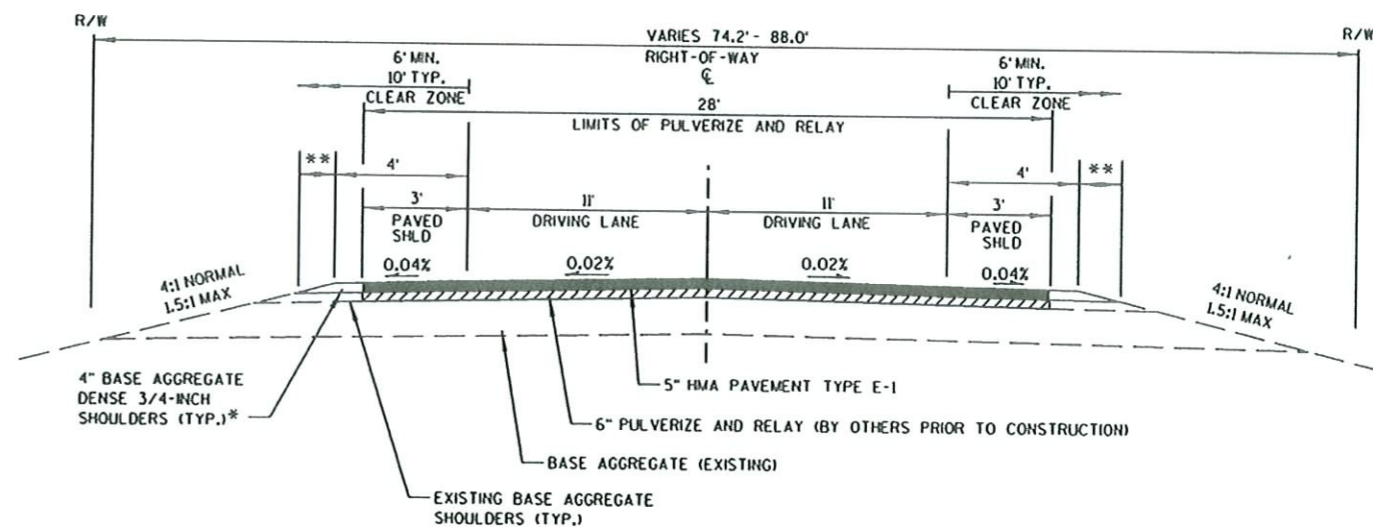 R/W
R/W
VARIES 74.2' - 88.0'
RIGHT-OF-WAY
℄
6' MIN.
10' TYP.
CLEAR ZONE
6' MIN.
10' TYP.
CLEAR ZONE
28'
LIMITS OF PULVERIZE AND RELAY
**
4'
4'
**
3'
PAVED
SHLD
11'
DRIVING LANE
11'
DRIVING LANE
3'
PAVED
SHLD
0.04%
0.02%
0.02%
0.04%
4:1 NORMAL
1.5:1 MAX
4:1 NORMAL
1.5:1 MAX
4" BASE AGGREGATE
DENSE 3/4-INCH
SHOULDERS (TYP.)*
5" HMA PAVEMENT TYPE E-1
6" PULVERIZE AND RELAY (BY OTHERS PRIOR TO CONSTRUCTION)
BASE AGGREGATE (EXISTING)
EXISTING BASE AGGREGATE
SHOULDERS (TYP.)